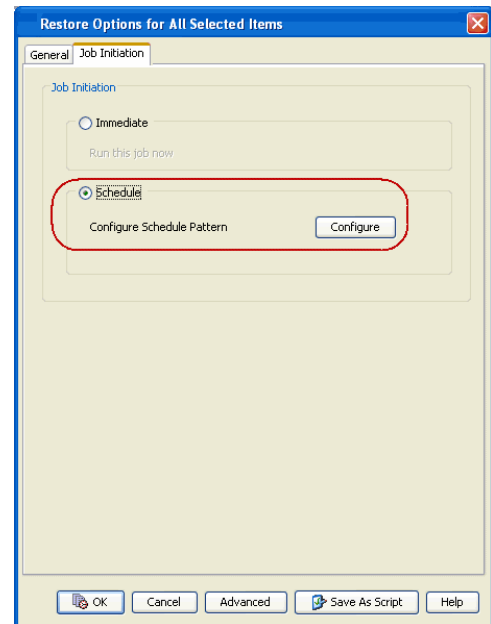 Restore Options for All Selected Items
General Job Initiation
Job Initiation
Immediate
Run this job now
Schedule
Configure Schedule Pattern Configure
OK Cancel Advanced Save As Script Help